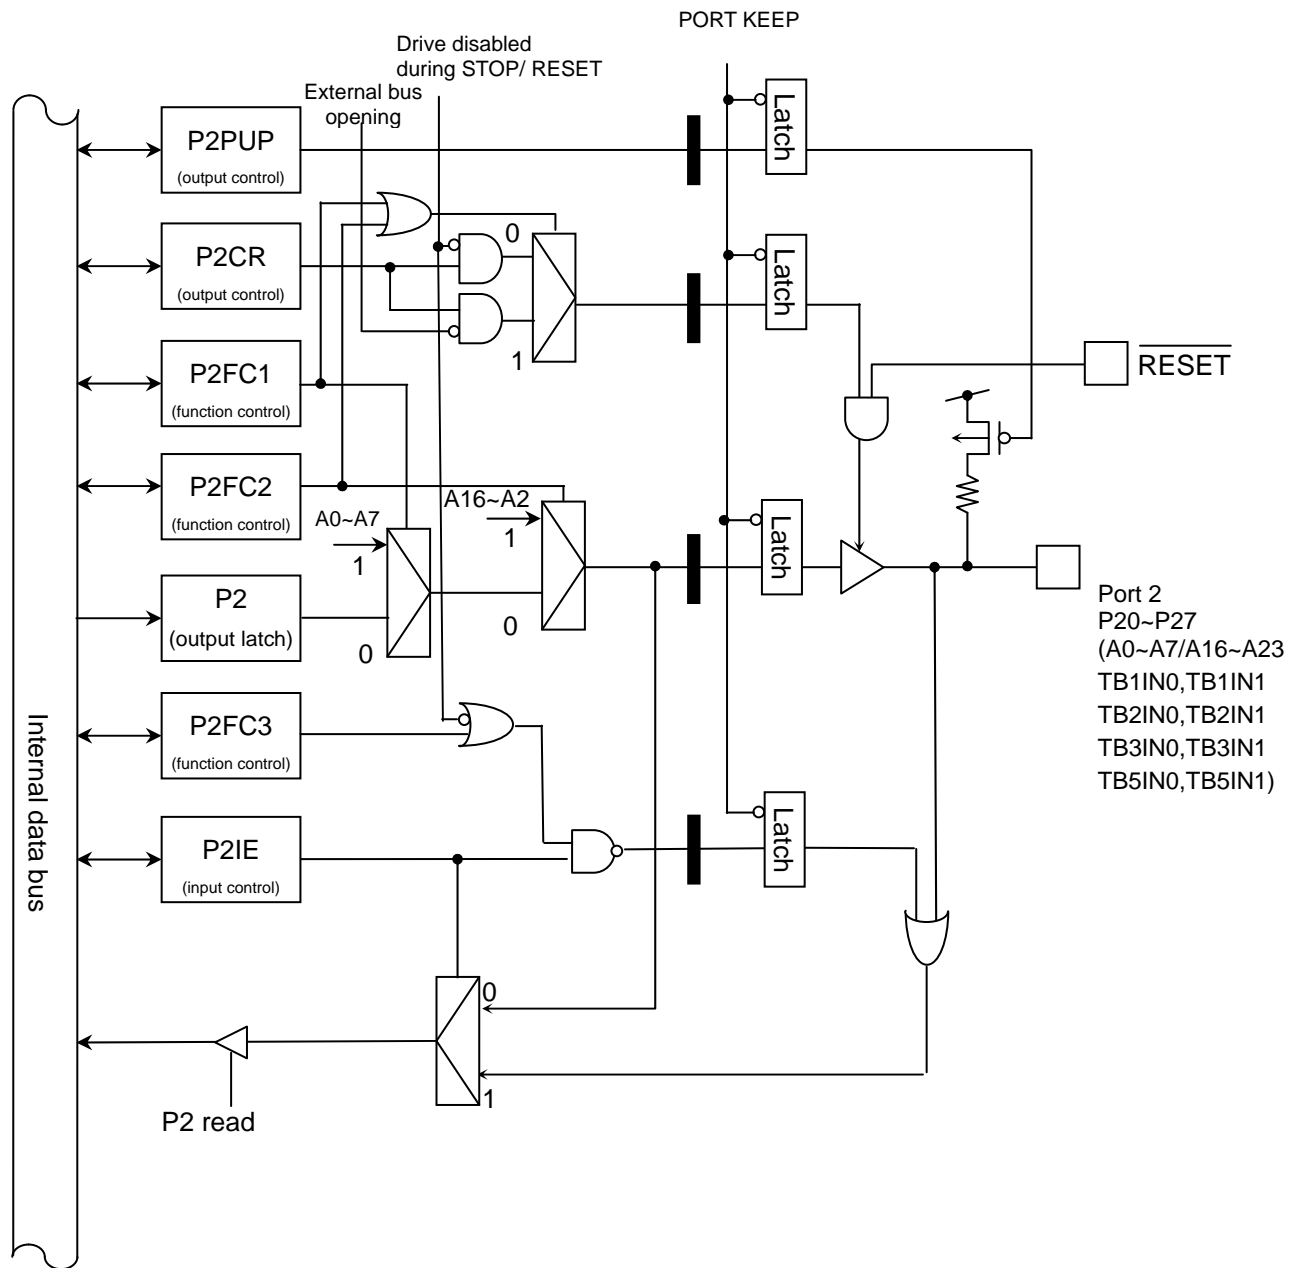 PORT KEEP
Drive disabled
during STOP/ RESET
External bus
opening
P2PUP
(output control)
Latch
P2CR
(output control)
0
1
Latch
P2FC1
(function control)
RESET
P2FC2
(function control)
A0~A7
1
A16~A2
1
Latch
P2
(output latch)
0
0
Port 2
P20~P27
(A0~A7/A16~A23
TB1IN0,TB1IN1
TB2IN0,TB2IN1
TB3IN0,TB3IN1
TB5IN0,TB5IN1)
P2FC3
(function control)
Internal data bus
P2IE
(input control)
Latch
0
1
P2 read